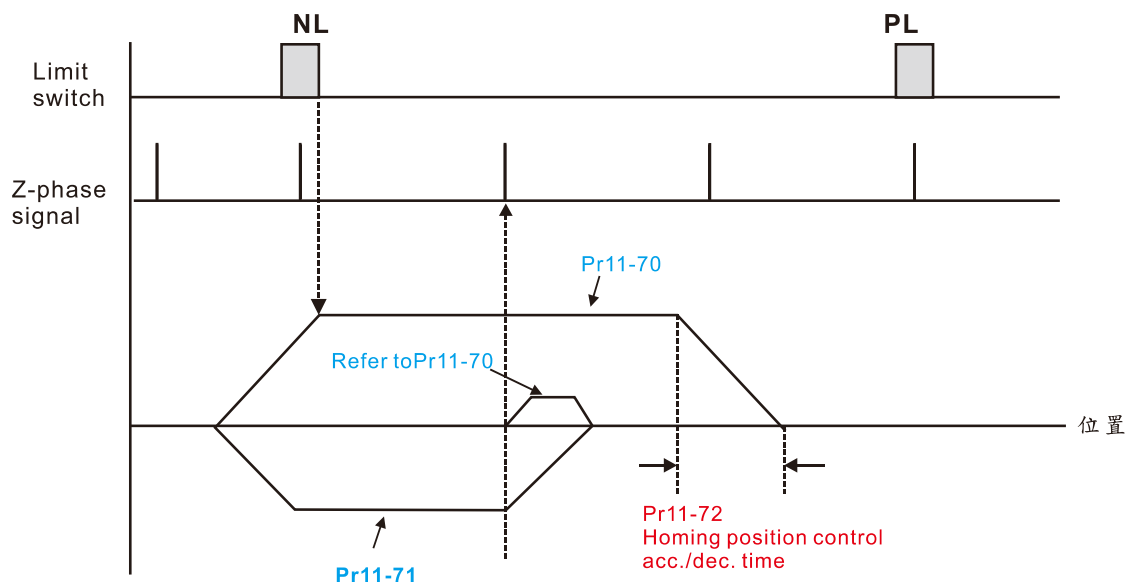 NL
PL
Limit
switch
Z-phase
signal
Pr11-70
Refer toPr11-70
位置
Pr11-72
Homing position control
acc./dec. time
Pr11-71